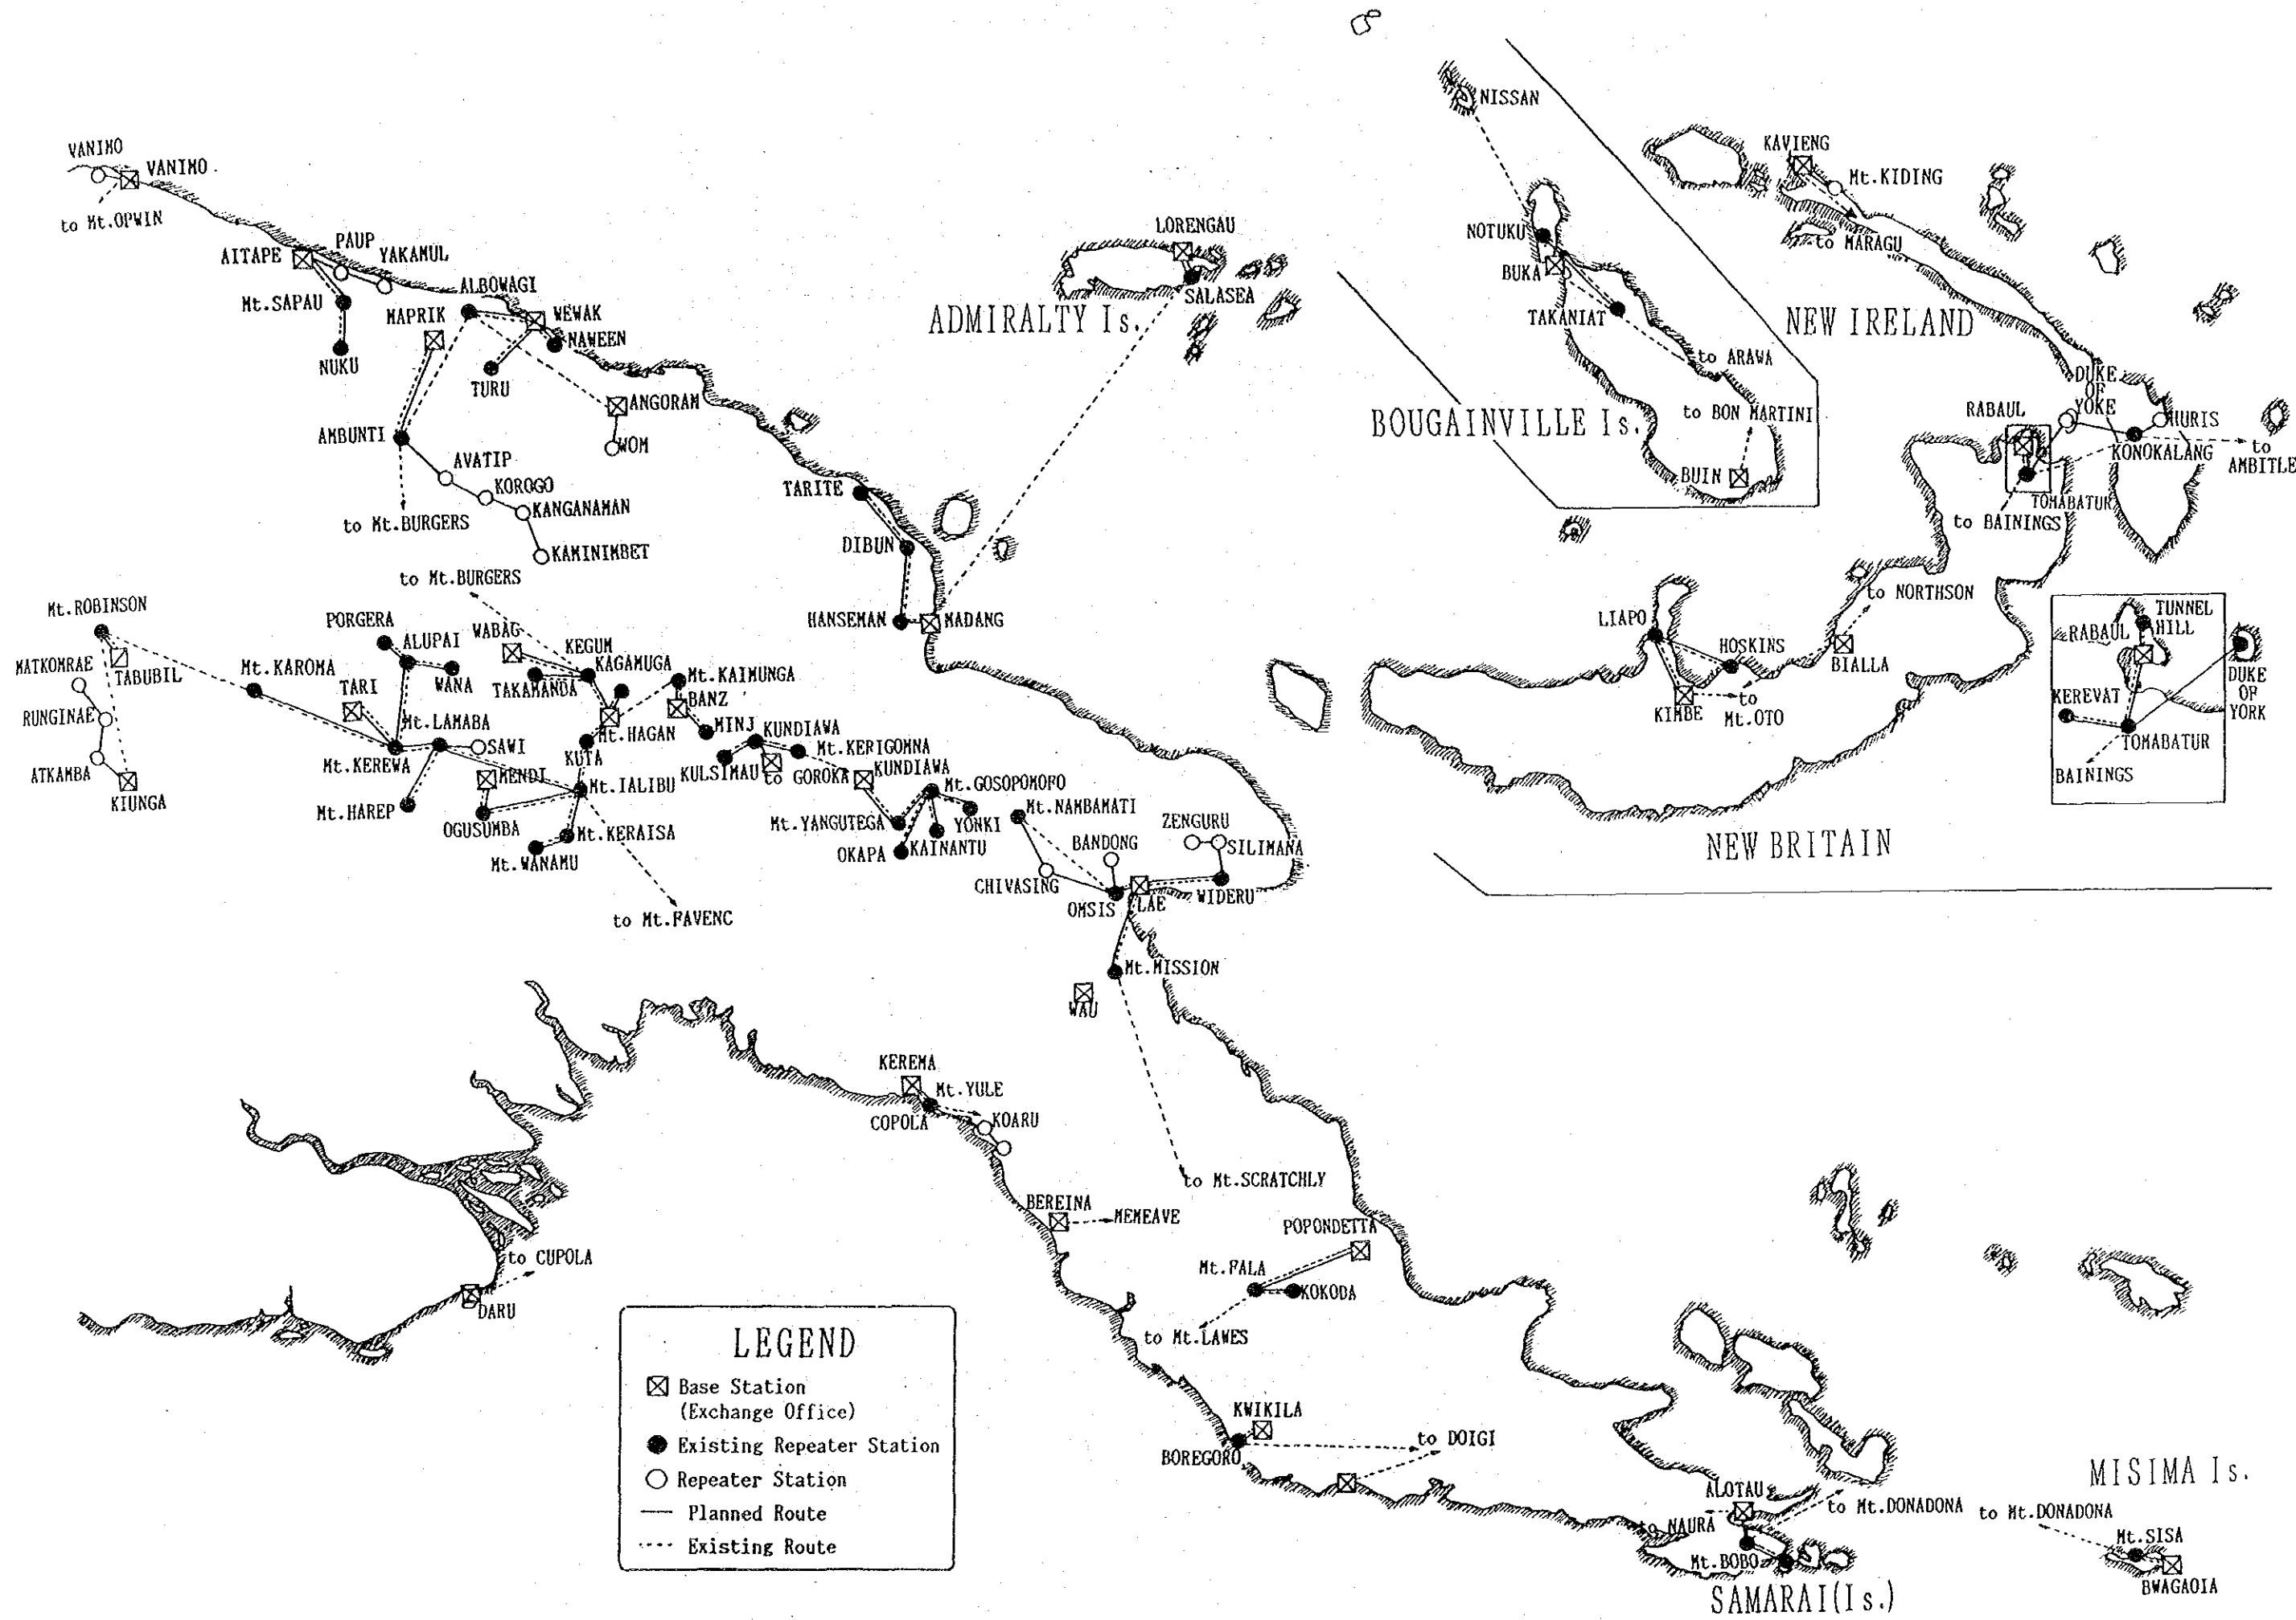 NISSAN
VANIMO
VANIMO
to Mt.OPWIN
KAVIENG
Mt.KIDING
to MARAGU
LORENGAU
SALASEA
ADMIRALTY Is.
NOTUKU
BUKA
TAKANIAT
to ARAWA
NEW IRELAND
AITAPE
PAUP
YAKAMUL
Mt.SAPAU
NUKU
ALBOWAGI
MAPRIK
WEWAK
NAWEEN
TURU
ANGORAM
WOM
AMBUNTI
AVATIP
KOROGO
KANGANAMAN
KAMINIMBET
to Mt.BURGERS
BOUGAINVILLE Is.
to BON MARTINI
BUIN
DUKE
OF
YOKE
RABAUL
HURIS
KONOKALANG
to
AMBITLE
TOMABATUR
to BAININGS
TARITE
DIBUN
HANSEMAN
MADANG
to Mt.BURGERS
Mt.ROBINSON
TABUBIL
MATKOMRAE
RUNGINAE
ATKAMBA
KIUNGA
Mt.KAROMA
PORGERA
ALUPAI
WANA
TARI
Mt.LAMABA
SAWI
Mt.KEREWA
Mt.HAREP
WABAG
KEGUM
KAGAMUGA
TAKAMANDA
Mt.HAGAN
KUTA
MENDI
Mt.IALIBU
OGUSUMBA
Mt.KERAISA
Mt.WANAMU
to Mt.FAVENC
Mt.KAIMUNGA
BANZ
MINJ
KUNDIAWA
Mt.KERIGOMNA
KULSIMAU
to GOROKA
KUNDIAWA
Mt.GOSOPOMOFO
Mt.YANGUTEGA
YONKI
OKAPA
KAINANTU
Mt.NAMBAMATI
CHIVASING
BANDONG
ZENGURU
SILIMANA
OMSIS
LAE
WIDERU
Mt.MISSION
WAU
to Mt.SCRATCHLY
LIAPO
HOSKINS
KIMBE
to
Mt.OTO
to NORTHSON
BIALLA
NEW BRITAIN
TUNNEL
HILL
RABAUL
KEREVAT
DUKE
OF
YORK
TOMABATUR
BAININGS
KEREMA
Mt.YULE
COPOLA
KOARU
BEREINA
MEMEAVE
POPONDETTA
Mt.PALA
KOKODA
to Mt.LAWES
to CUPOLA
DARU
KWIKILA
BOREGORO
to DOIGI
ALOTAU
to NAURA
to Mt.DONADONA
Mt.BOBO
SAMARAI(Is.)
MISIMA Is.
to Mt.DONADONA
Mt.SISA
BWAGAOIA
LEGEND
Base Station
(Exchange Office)
Existing Repeater Station
Repeater Station
Planned Route
Existing Route